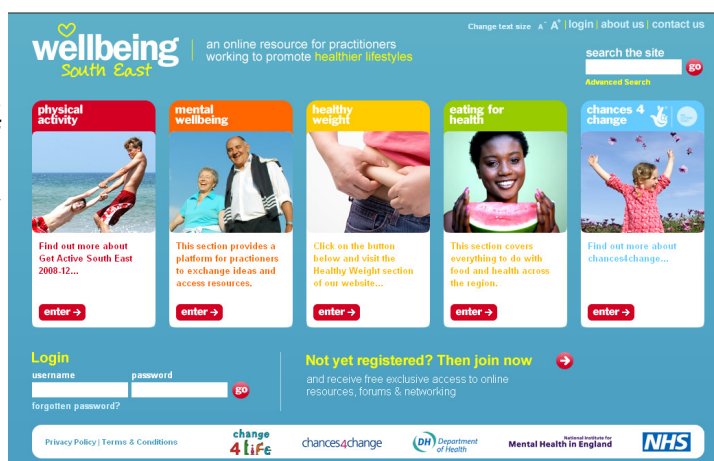 Change text size A- A+ | login | about us | contact us
wellbeing
South East
an online resource for practitioners
working to promote healthier lifestyles
search the site
go
Advanced Search
physical
activity
Find out more about
Get Active South East
2008-12...
enter →
mental
wellbeing
This section provides a
platform for practioners
to exchange ideas and
access resources.
enter →
healthy
weight
Click on the button
below and visit the
Healthy Weight section
of our website...
enter →
eating for
health
This section covers
everything to do with
food and health across
the region.
enter →
chances 4
change
Find out more about
chances4change...
enter →
Login
username password
go
forgotten password?
Not yet registered? Then join now
and receive free exclusive access to online
resources, forums & networking
Privacy Policy | Terms & Conditions
change
4 LiFe
chances4change
DH Department
of Health
National Institute for
Mental Health in England
NHS